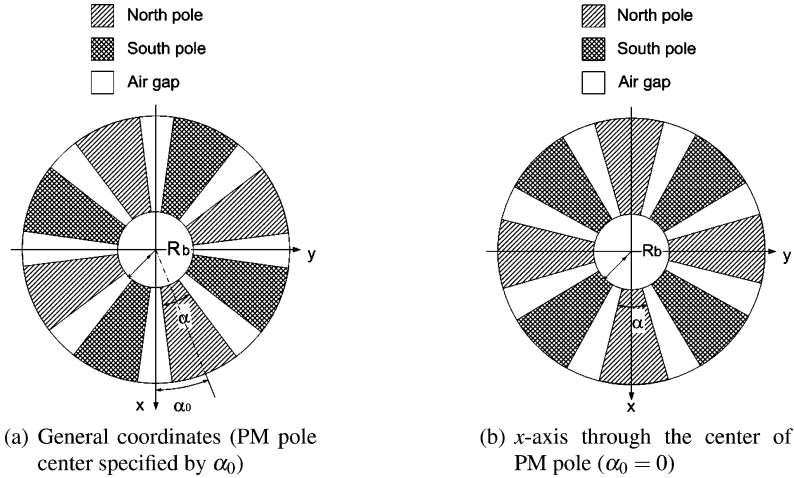 North pole
South pole
Air gap
Rb
y
α
x
α0
(a) General coordinates (PM pole
center specified by α0)
North pole
South pole
Air gap
Rb
y
α
x
(b) x-axis through the center of
PM pole (α0 = 0)